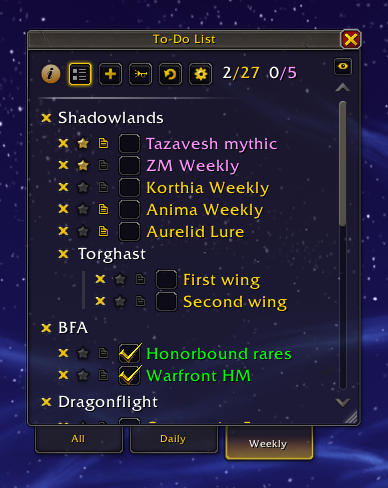 To-Do List
2/27 0/5
Shadowlands
Tazavesh mythic
ZM Weekly
Korthia Weekly
Anima Weekly
Aurelid Lure
Torghast
First wing
Second wing
BFA
Honorbound rares
Warfront HM
Dragonflight
All
Daily
Weekly